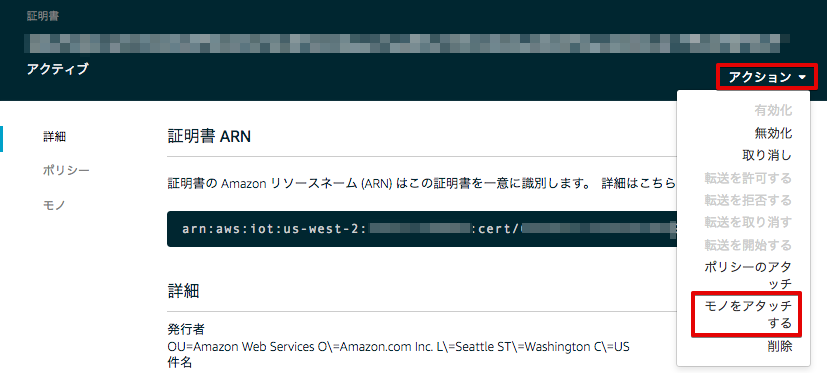 証明書
アクティブ
アクション
詳細
ポリシー
モノ
証明書 ARN
証明書の Amazon リソースネーム (ARN) はこの証明書を一意に識別します。 詳細はこちら
arn:aws:iot:us-west-2: :cert/
詳細
発行者
OU=Amazon Web Services O\=Amazon.com Inc. L\=Seattle ST\=Washington C\=US
件名
有効化
無効化
取り消し
転送を許可する
転送を拒否する
転送を取り消す
転送を開始する
ポリシーのアタ
ッチ
モノをアタッチ
する
削除